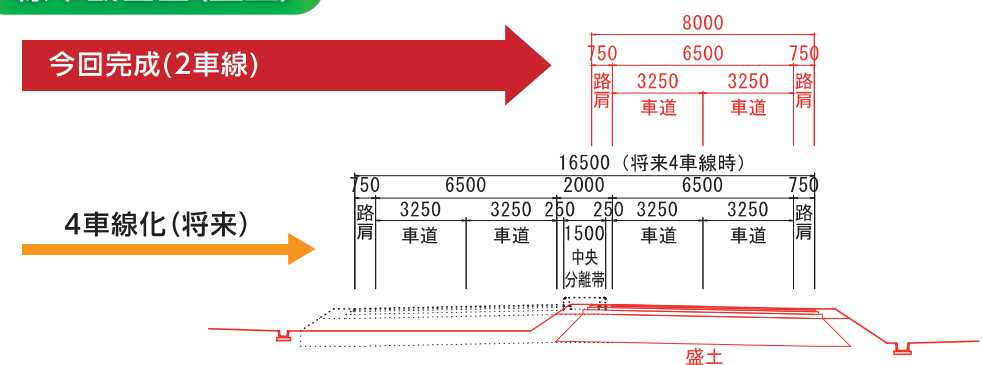 今回完成(2車線)
8000
750 6500 750
路肩 3250 3250 路肩
車道 車道
16500 (将来4車線時)
750 6500 2000 6500 750
4車線化(将来)
路肩 3250 3250 250 250 3250 3250 路肩
車道 車道 1500 車道 車道
中央
分離帯
盛土